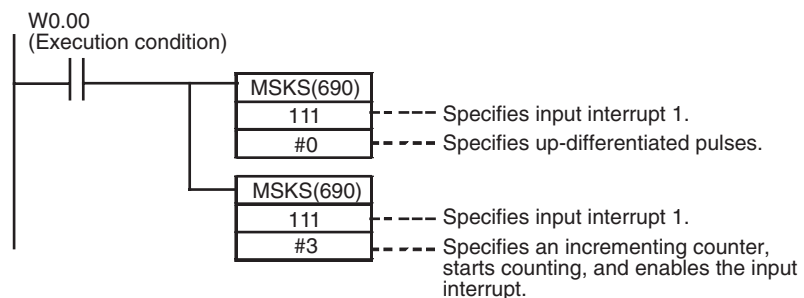 W0.00
(Execution condition)
MSKS(690)
111
Specifies input interrupt 1.
#0
Specifies up-differentiated pulses.
MSKS(690)
111
Specifies input interrupt 1.
#3
Specifies an incrementing counter,
starts counting, and enables the input
interrupt.